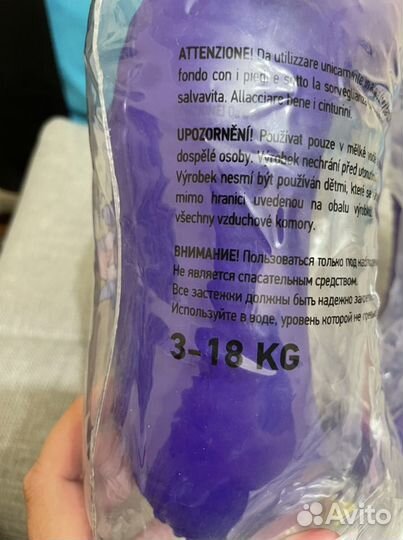 ATTENZIONE! Da utilizzare unicamente
fondo con i piedi e sotto la
salvavita. Allacciare bene i cinturini.
UPOZORNĚNÍ! Používat pouze v mělké vodě
dospělé osoby. Výrobek nechrání před utonutím.
Výrobek nesmí být používán dětmi, které se
mimo hranici uvedenou na obalu výrobku.
všechny vzduchové komory.
ВНИМАНИЕ! Пользоваться только под
Не является спасательным средством.
Все застежки должны быть надежно
Используйте в воде, уровень которой не
3-18 KG
Avito